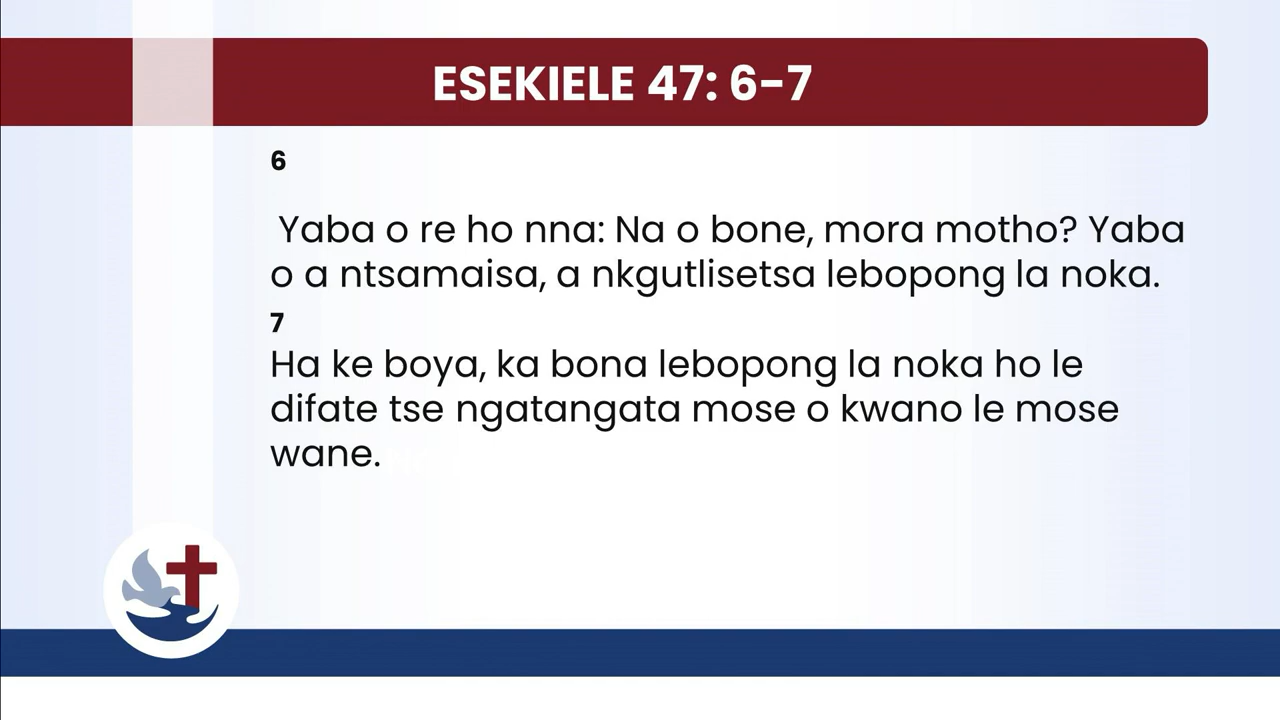 ESEKIELE 47: 6-7
6
Yaba o re ho nna: Na o bone, mora motho? Yaba
o a ntsamaisa, a nkgutlisetsa lebopong la noka.
7
Ha ke boya, ka bona lebopong la noka ho le
difate tse ngatangata mose o kwano le mose
wane.